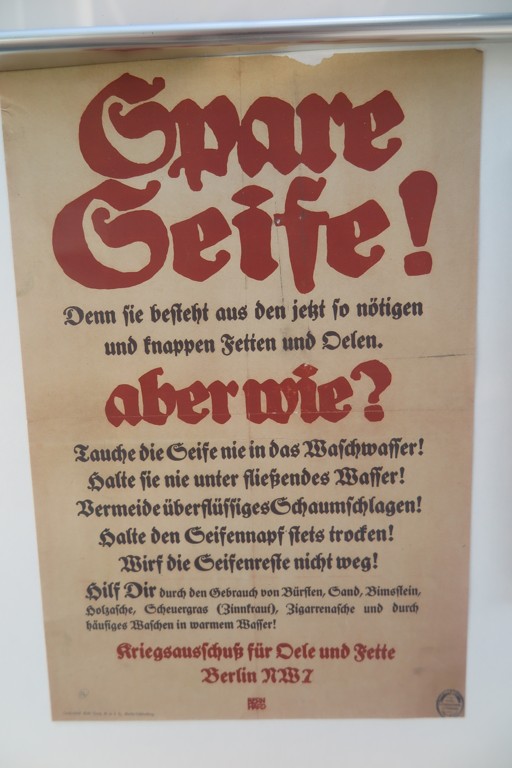 Spare
Seife!
Denn sie besteht aus den jetzt so nötigen
und knappen Fetten und Oelen.
aber wie?
Tauche die Seife nie in das Waschwasser!
Halte sie nie unter fließendes Wasser!
Vermeide überflüssiges Schaumschlagen!
Halte den Seifennapf stets trocken!
Wirf die Seifenreste nicht weg!
Hilf Dir durch den Gebrauch von Bürsten, Sand, Bimsstein,
Holzasche, Scheuergras (Zinnkraut), Zigarrenasche und durch
häufiges Waschen in warmem Wasser!
Kriegsausschuß für Oele und Fette
Berlin NW7